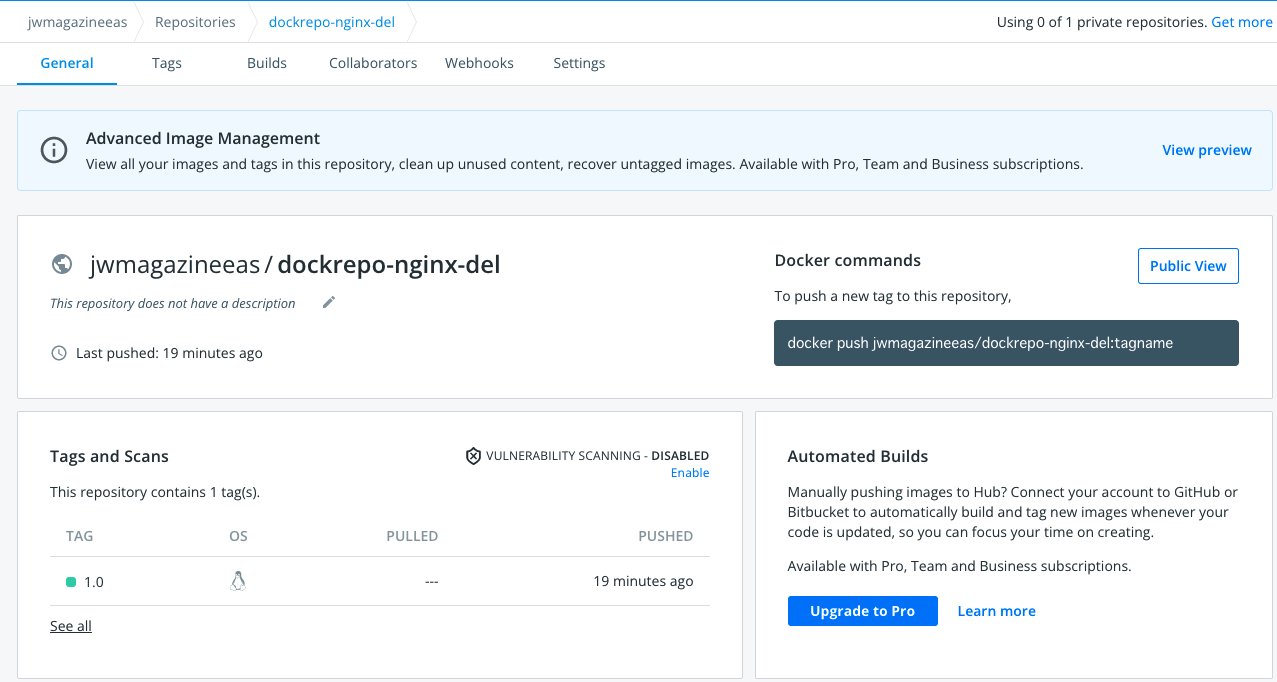 jwmagazineeas Repositories dockrepo-nginx-del Using 0 of 1 private repositories. Get more
General Tags Builds Collaborators Webhooks Settings
Advanced Image Management
View all your images and tags in this repository, clean up unused content, recover untagged images. Available with Pro, Team and Business subscriptions.
View preview
jwmagazineeas / dockrepo-nginx-del
This repository does not have a description
Last pushed: 19 minutes ago
Docker commands
Public View
To push a new tag to this repository,
docker push jwmagazineeas/dockrepo-nginx-del:tagname
Tags and Scans
VULNERABILITY SCANNING - DISABLED
Enable
This repository contains 1 tag(s).
TAG OS PULLED PUSHED
1.0 --- 19 minutes ago
See all
Automated Builds
Manually pushing images to Hub? Connect your account to GitHub or
Bitbucket to automatically build and tag new images whenever your
code is updated, so you can focus your time on creating.
Available with Pro, Team and Business subscriptions.
Upgrade to Pro Learn more